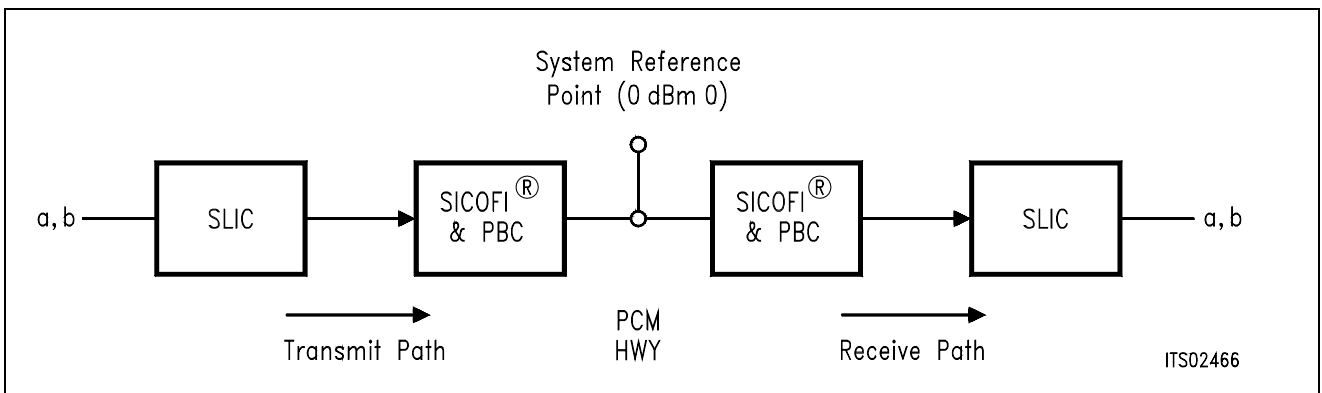 System Reference
Point (0 dBm 0)
a, b
SLIC
SICOFI®
& PBC
SICOFI®
& PBC
SLIC
a, b
Transmit Path
PCM
HWY
Receive Path
ITS02466